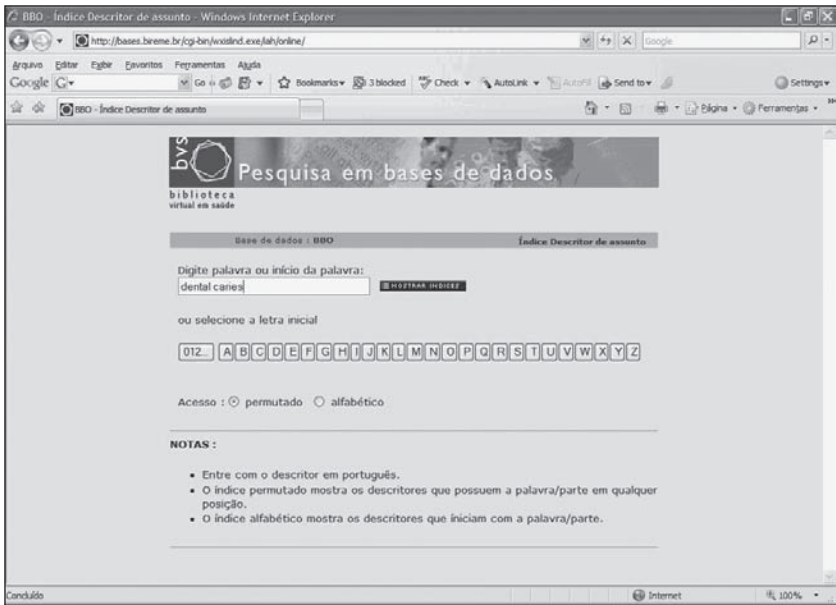 BBO - Índice Descritor de assunto - Windows Internet Explorer
http://bases.bireme.br/cgi-bin/wxislind.exe/iah/online/
Google
Arquivo Editar Exibir Favoritos Ferramentas Ajuda
Google G Go Bookmarks 3 blocked Check AutoLink AutoFill Send to Settings
BBO - Índice Descritor de assunto Página Ferramentas
bvs
Pesquisa em bases de dados
biblioteca
virtual em saúde
Base de dados : BBO Índice Descritor de assunto
Digite palavra ou início da palavra:
dental caries MOSTRAR INDICES
ou selecione a letra inicial
012... A B C D E F G H I J K L M N O P Q R S T U V W X Y Z
Acesso : permutado alfabético
NOTAS :
• Entre com o descritor em português.
• O índice permutado mostra os descritores que possuem a palavra/parte em qualquer
posição.
• O índice alfabético mostra os descritores que iniciam com a palavra/parte.
Concluído Internet 100%